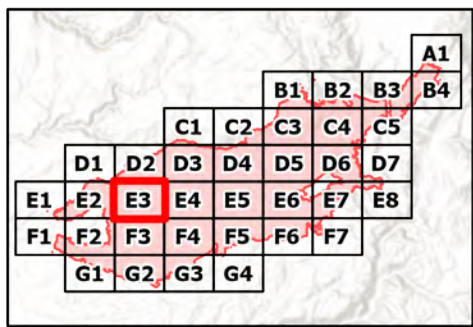 A1
B1 B2 B3 B4
C1 C2 C3 C4 C5
D1 D2 D3 D4 D5 D6 D7
E1 E2 E3 E4 E5 E6 E7 E8
F1 F2 F3 F4 F5 F6 F7
G1 G2 G3 G4